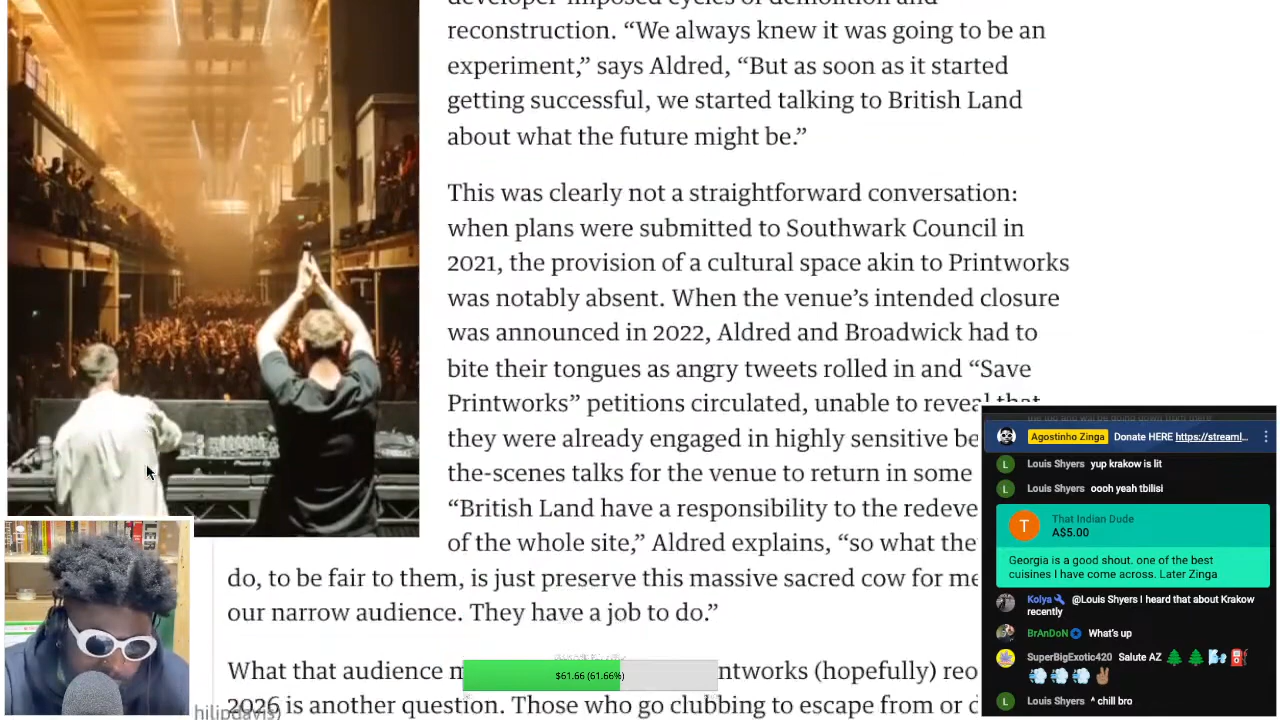 developer-imposed cycles of demolition and
reconstruction. “We always knew it was going to be an
experiment,” says Aldred, “But as soon as it started
getting successful, we started talking to British Land
about what the future might be.”
This was clearly not a straightforward conversation:
when plans were submitted to Southwark Council in
2021, the provision of a cultural space akin to Printworks
was notably absent. When the venue’s intended closure
was announced in 2022, Aldred and Broadwick had to
bite their tongues as angry tweets rolled in and “Save
Printworks” petitions circulated, unable to reveal that
they were already engaged in highly sensitive be
the-scenes talks for the venue to return in some
“British Land have a responsibility to the redeve
of the whole site,” Aldred explains, “so what the
do, to be fair to them, is just preserve this massive sacred cow for me
our narrow audience. They have a job to do.”
What that audience m
ntworks (hopefully) reo
2026 is another question. Those who go clubbing to escape from or d
hilipdavis)
$61.66 (61.66%)
Agostinho Zinga Donate HERE https://streaml...
Louis Shyers yup krakow is lit
Louis Shyers oooh yeah tbilisi
T
That Indian Dude
A$5.00
Georgia is a good shout. one of the best
cuisines I have come across. Later Zinga
Kolya @Louis Shyers I heard that about Krakow
recently
BrAnDoN What’s up
SuperBigExotic420 Salute AZ
L Louis Shyers ^ chill bro